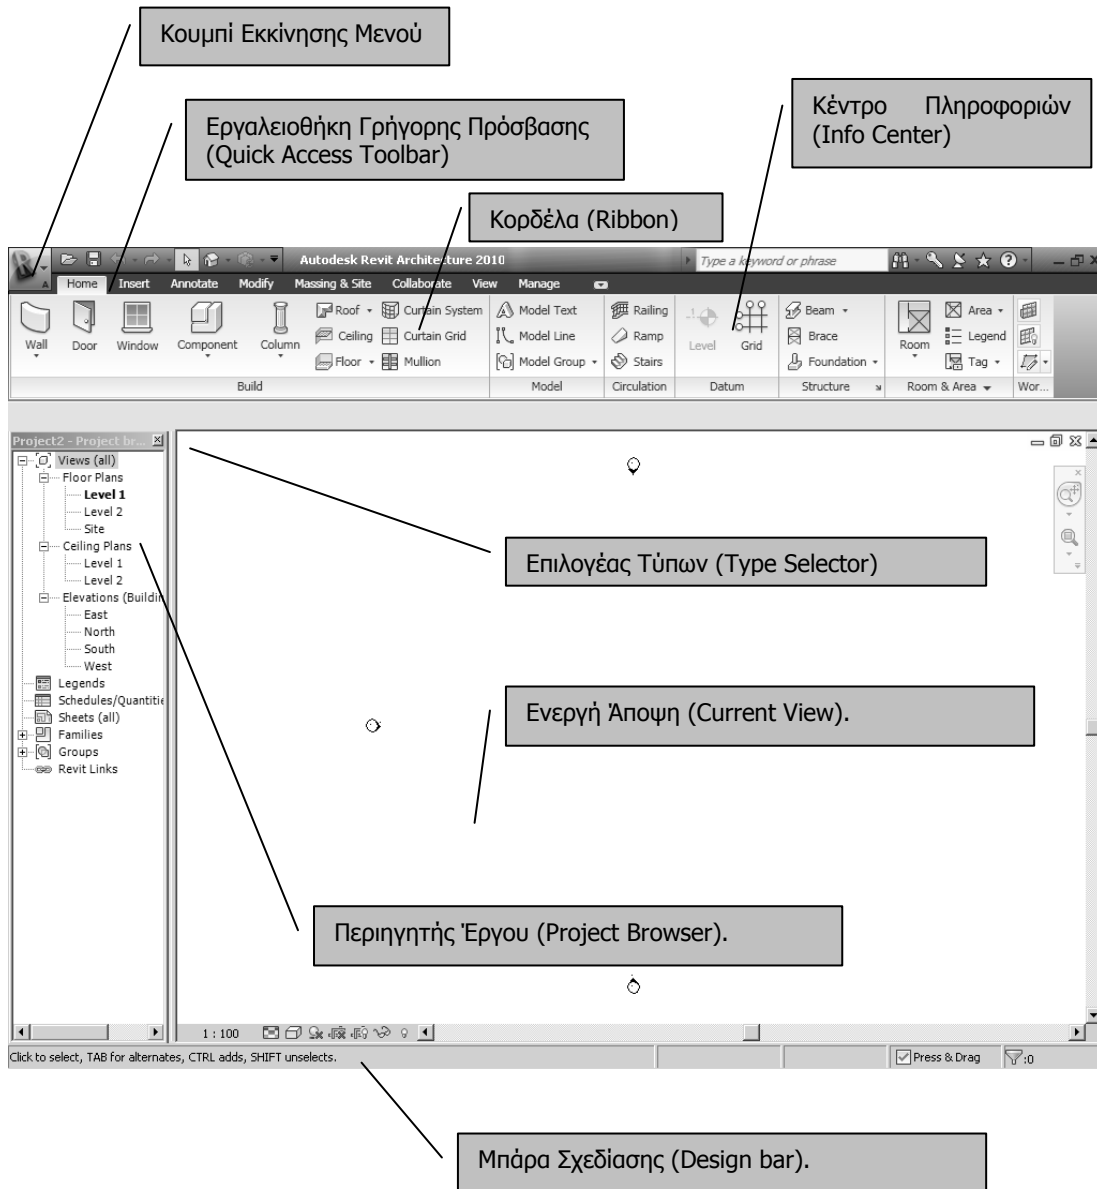 Κουμπί Εκκίνησης Μενού
Κέντρο Πληροφοριών
(Info Center)
Εργαλειοθήκη Γρήγορης Πρόσβασης
(Quick Access Toolbar)
Κορδέλα (Ribbon)
Autodesk Revit Architecture 2010
Type a keyword or phrase
Home Insert Annotate Modify Massing & Site Collaborate View Manage
Roof Curtain System Model Text Railing Beam Area
Wall Door Window Component Column Ceiling Curtain Grid Model Line Ramp Level Grid Brace Room Legend
Floor Mullion Model Group Stairs Foundation Tag
Build Model Circulation Datum Structure Room & Area Wor...
Project2 - Project br...
Views (all)
Floor Plans
Level 1
Level 2
Site
Ceiling Plans
Level 1
Level 2
Elevations (Buildin
East
North
South
West
Legends
Schedules/Quantitie
Sheets (all)
Families
Groups
Revit Links
Επιλογέας Τύπων (Type Selector)
Ενεργή Άποψη (Current View).
Περιηγητής Έργου (Project Browser).
1 : 100
Click to select, TAB for alternates, CTRL adds, SHIFT unselects.
Press & Drag
:0
Μπάρα Σχεδίασης (Design bar).